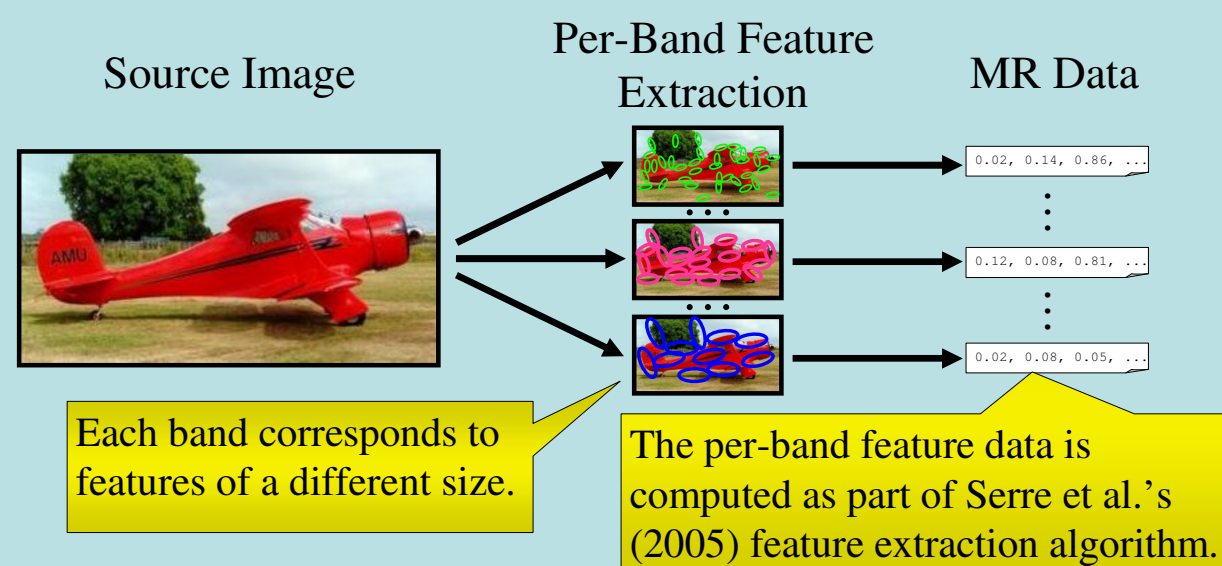 Source Image
Per-Band Feature
Extraction
MR Data
AMU
0.02, 0.14, 0.86, ...
...
0.12, 0.08, 0.81, ...
...
0.02, 0.08, 0.05, ...
Each band corresponds to
features of a different size.
The per-band feature data is
computed as part of Serre et al.’s
(2005) feature extraction algorithm.